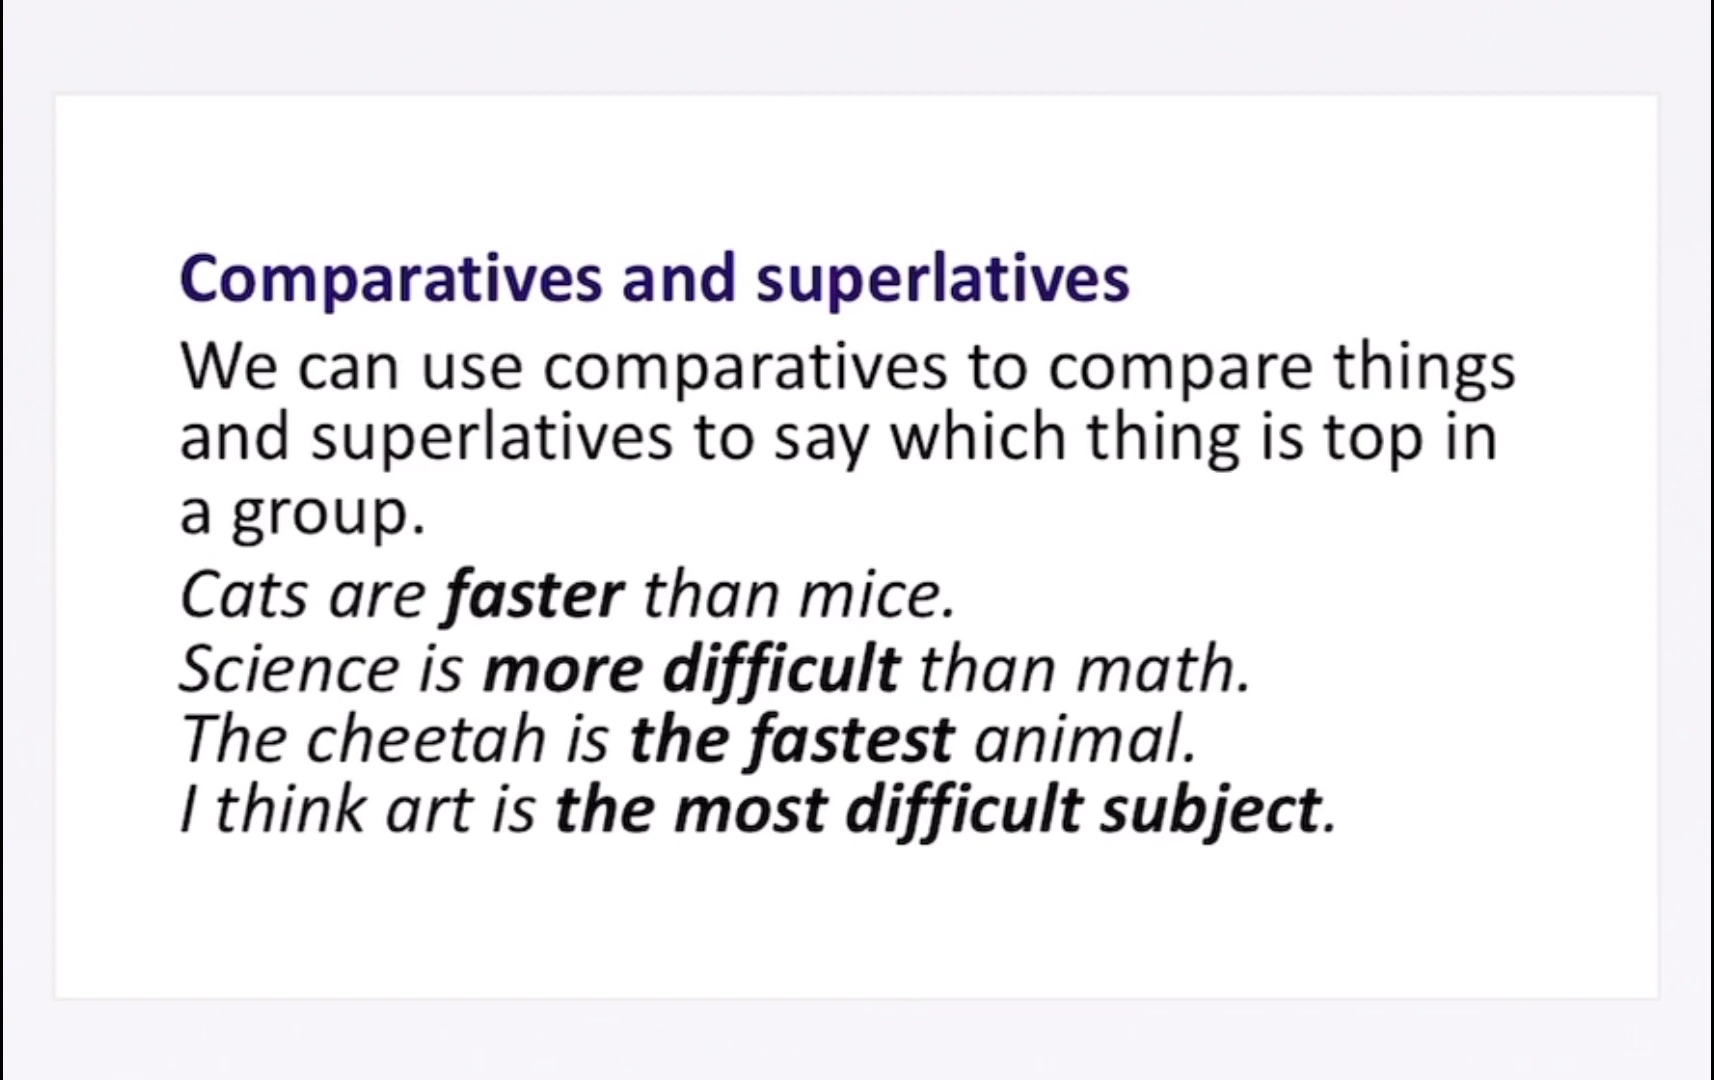 Comparatives and superlatives
We can use comparatives to compare things
and superlatives to say which thing is top in
a group.
Cats are faster than mice.
Science is more difficult than math.
The cheetah is the fastest animal.
I think art is the most difficult subject.